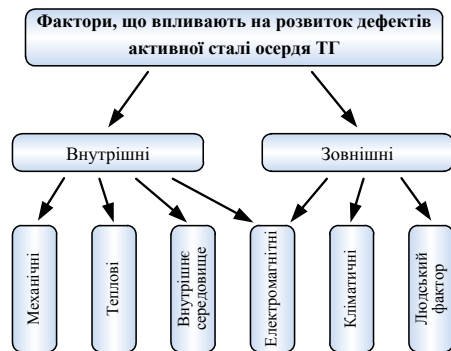 Фактори, що впливають на розвиток дефектів
активної сталі осердя ТГ
Внутрішні
Зовнішні
Механічні
Теплові
Внутрішнє
середовище
Електромагнітні
Кліматичні
Людський
фактор